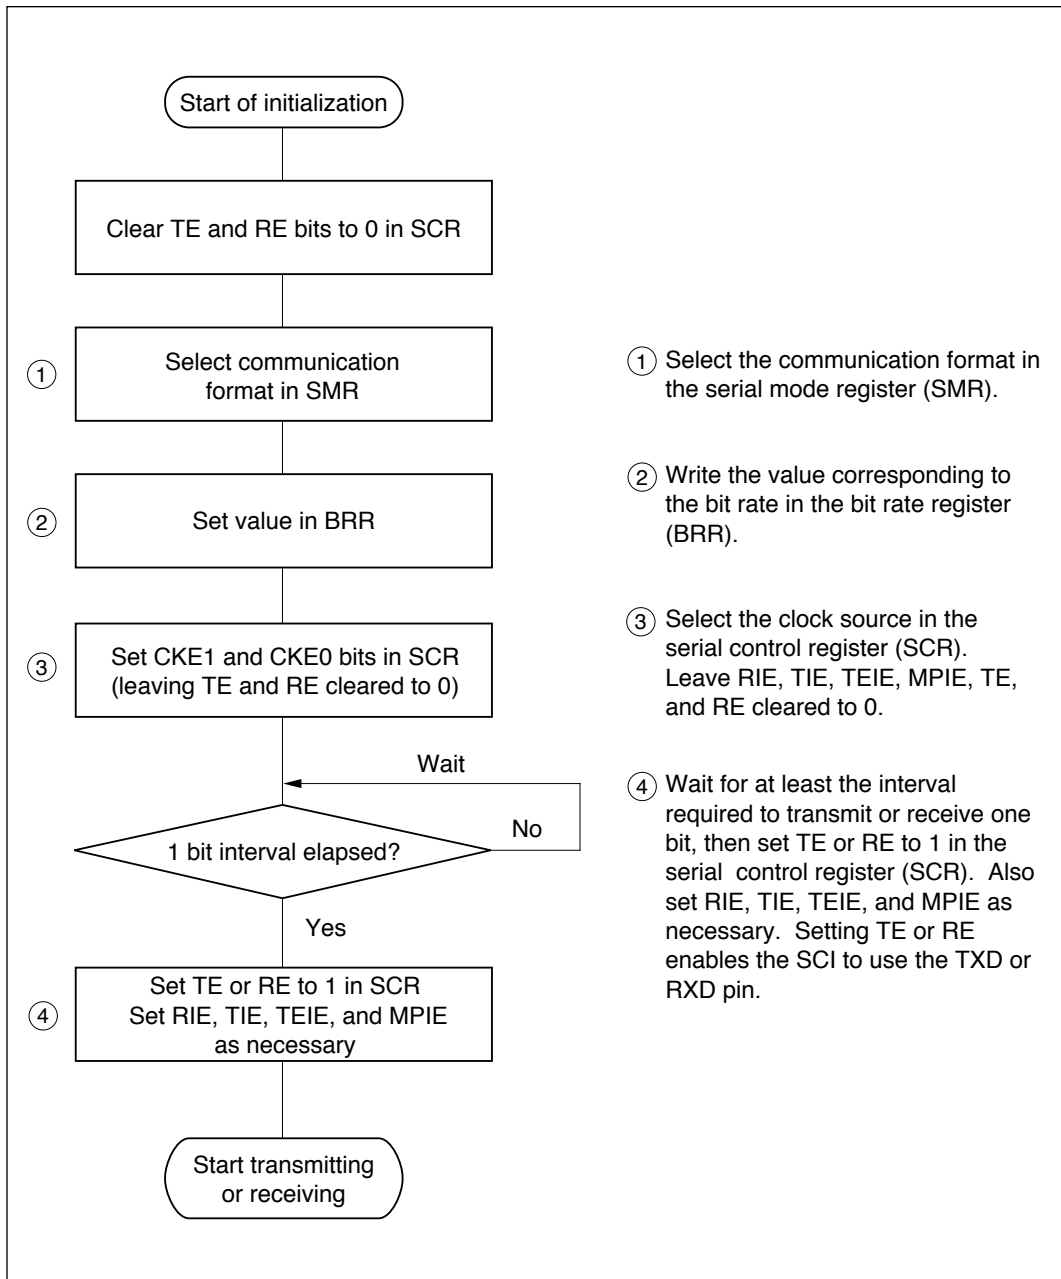 Start of initialization
Clear TE and RE bits to 0 in SCR
1
Select communication
format in SMR
2
Set value in BRR
3
Set CKE1 and CKE0 bits in SCR
(leaving TE and RE cleared to 0)
Wait
No
1 bit interval elapsed?
Yes
4
Set TE or RE to 1 in SCR
Set RIE, TIE, TEIE, and MPIE
as necessary
Start transmitting
or receiving
1 Select the communication format in
the serial mode register (SMR).
2 Write the value corresponding to
the bit rate in the bit rate register
(BRR).
3 Select the clock source in the
serial control register (SCR).
Leave RIE, TIE, TEIE, MPIE, TE,
and RE cleared to 0.
4 Wait for at least the interval
required to transmit or receive one
bit, then set TE or RE to 1 in the
serial control register (SCR). Also
set RIE, TIE, TEIE, and MPIE as
necessary. Setting TE or RE
enables the SCI to use the TXD or
RXD pin.